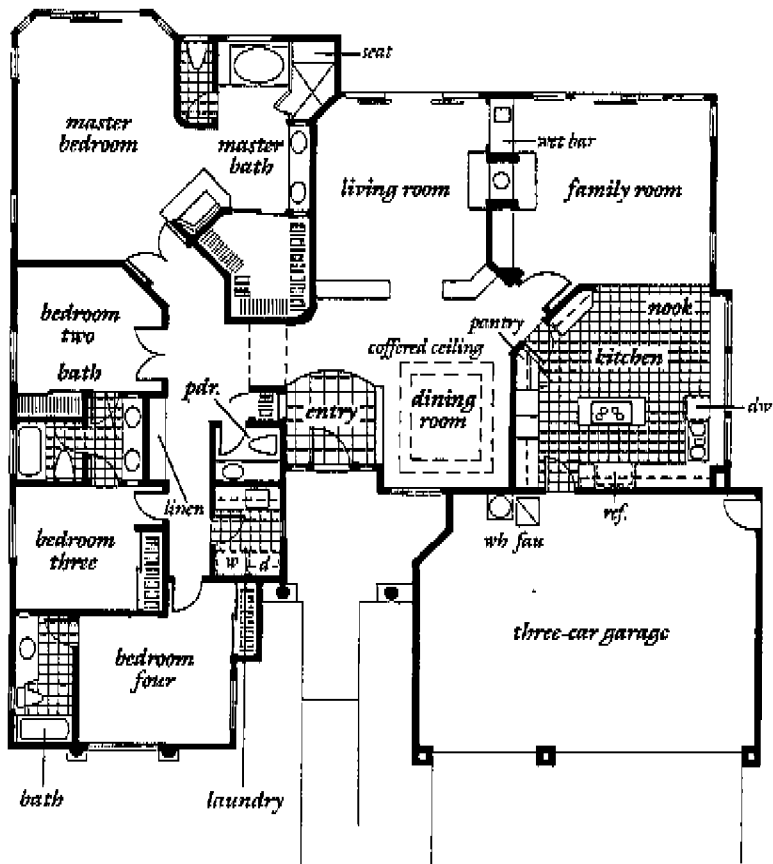 seat
master
bedroom
master
bath
wet bar
living room
family room
bedroom
two
bath
nook
pantry
kitchen
coffered ceiling
pdr.
entry
dining
room
dw
linen
ref.
wh fau
bedroom
three
w d
three-car garage
bedroom
four
bath
laundry